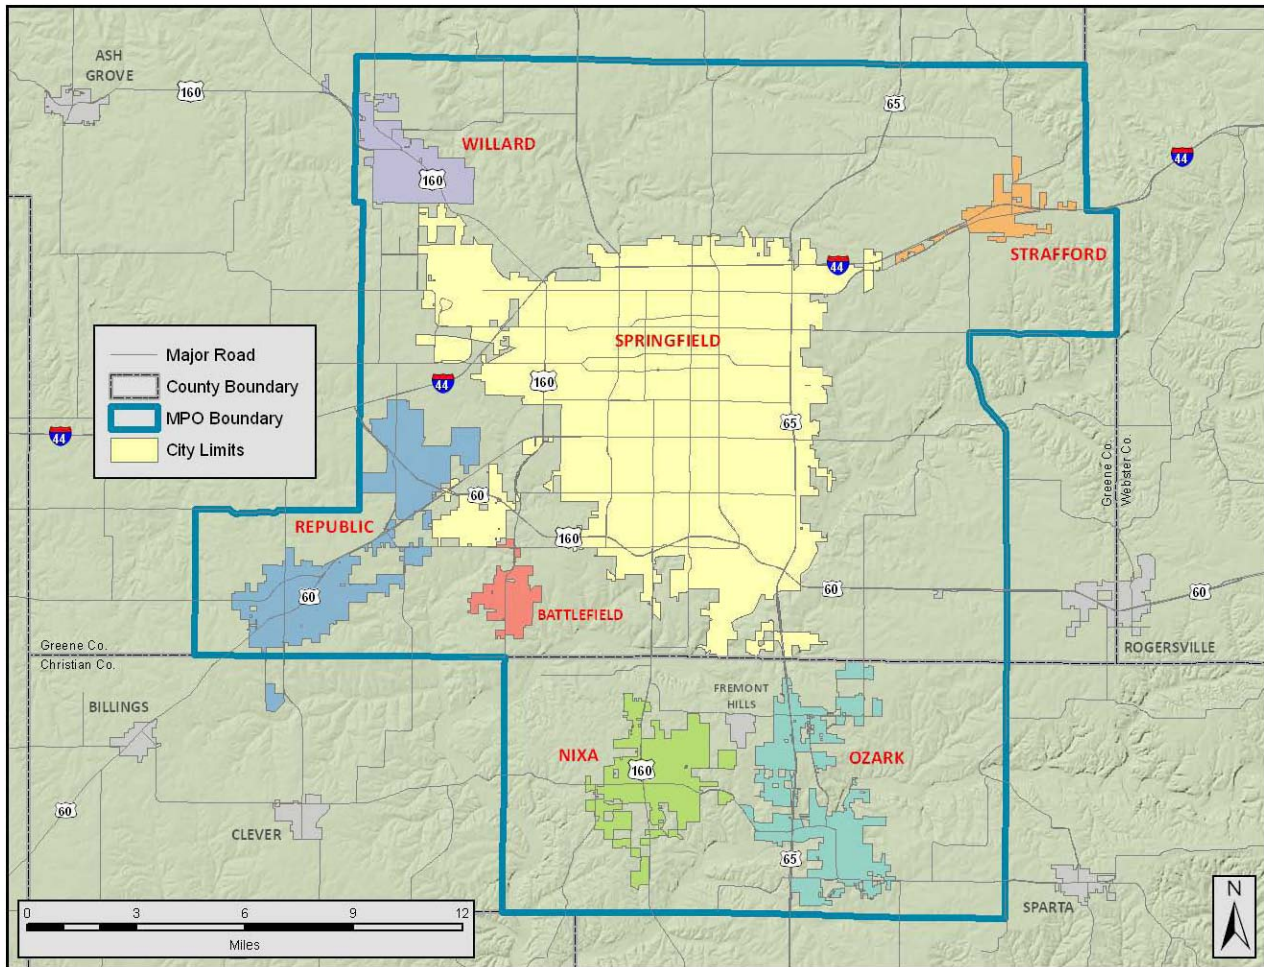 ASH
GROVE
160
65
WILLARD
44
160
STRAFFORD
44
SPRINGFIELD
Major Road
County Boundary
MPO Boundary
City Limits
44
160
44
65
Greene Co.
Webster Co.
60
REPUBLIC
160
60
BATTLEFIELD
60
60
ROGERSVILLE
Greene Co.
Christian Co.
BILLINGS
FREMONT
HILLS
NIXA
160
OZARK
60
CLEVER
65
SPARTA
N
0 3 6 9 12
Miles